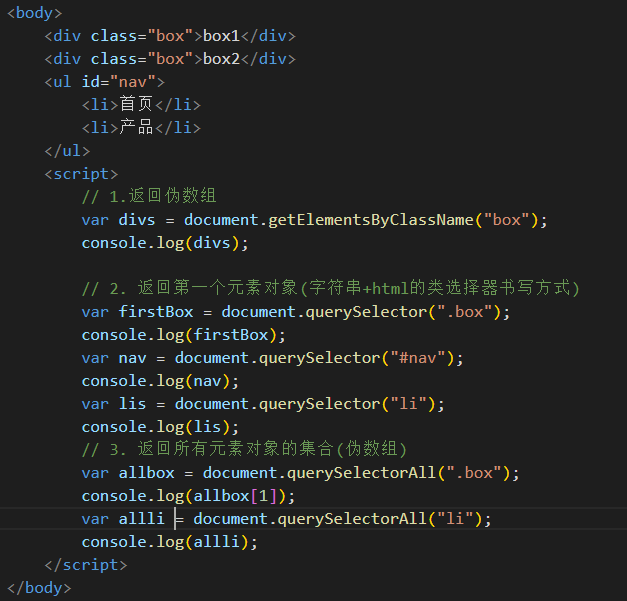 <body>
    <div class="box">box1</div>
    <div class="box">box2</div>
    <ul id="nav">
        <li>首页</li>
        <li>产品</li>
    </ul>
    <script>
        // 1.返回伪数组
        var divs = document.getElementsByClassName("box");
        console.log(divs);

        // 2. 返回第一个元素对象(字符串+html的类选择器书写方式)
        var firstBox = document.querySelector(".box");
        console.log(firstBox);
        var nav = document.querySelector("#nav");
        console.log(nav);
        var lis = document.querySelector("li");
        console.log(lis);
        // 3. 返回所有元素对象的集合(伪数组)
        var allbox = document.querySelectorAll(".box");
        console.log(allbox[1]);
        var allli = document.querySelectorAll("li");
        console.log(allli);
    </script>
</body>